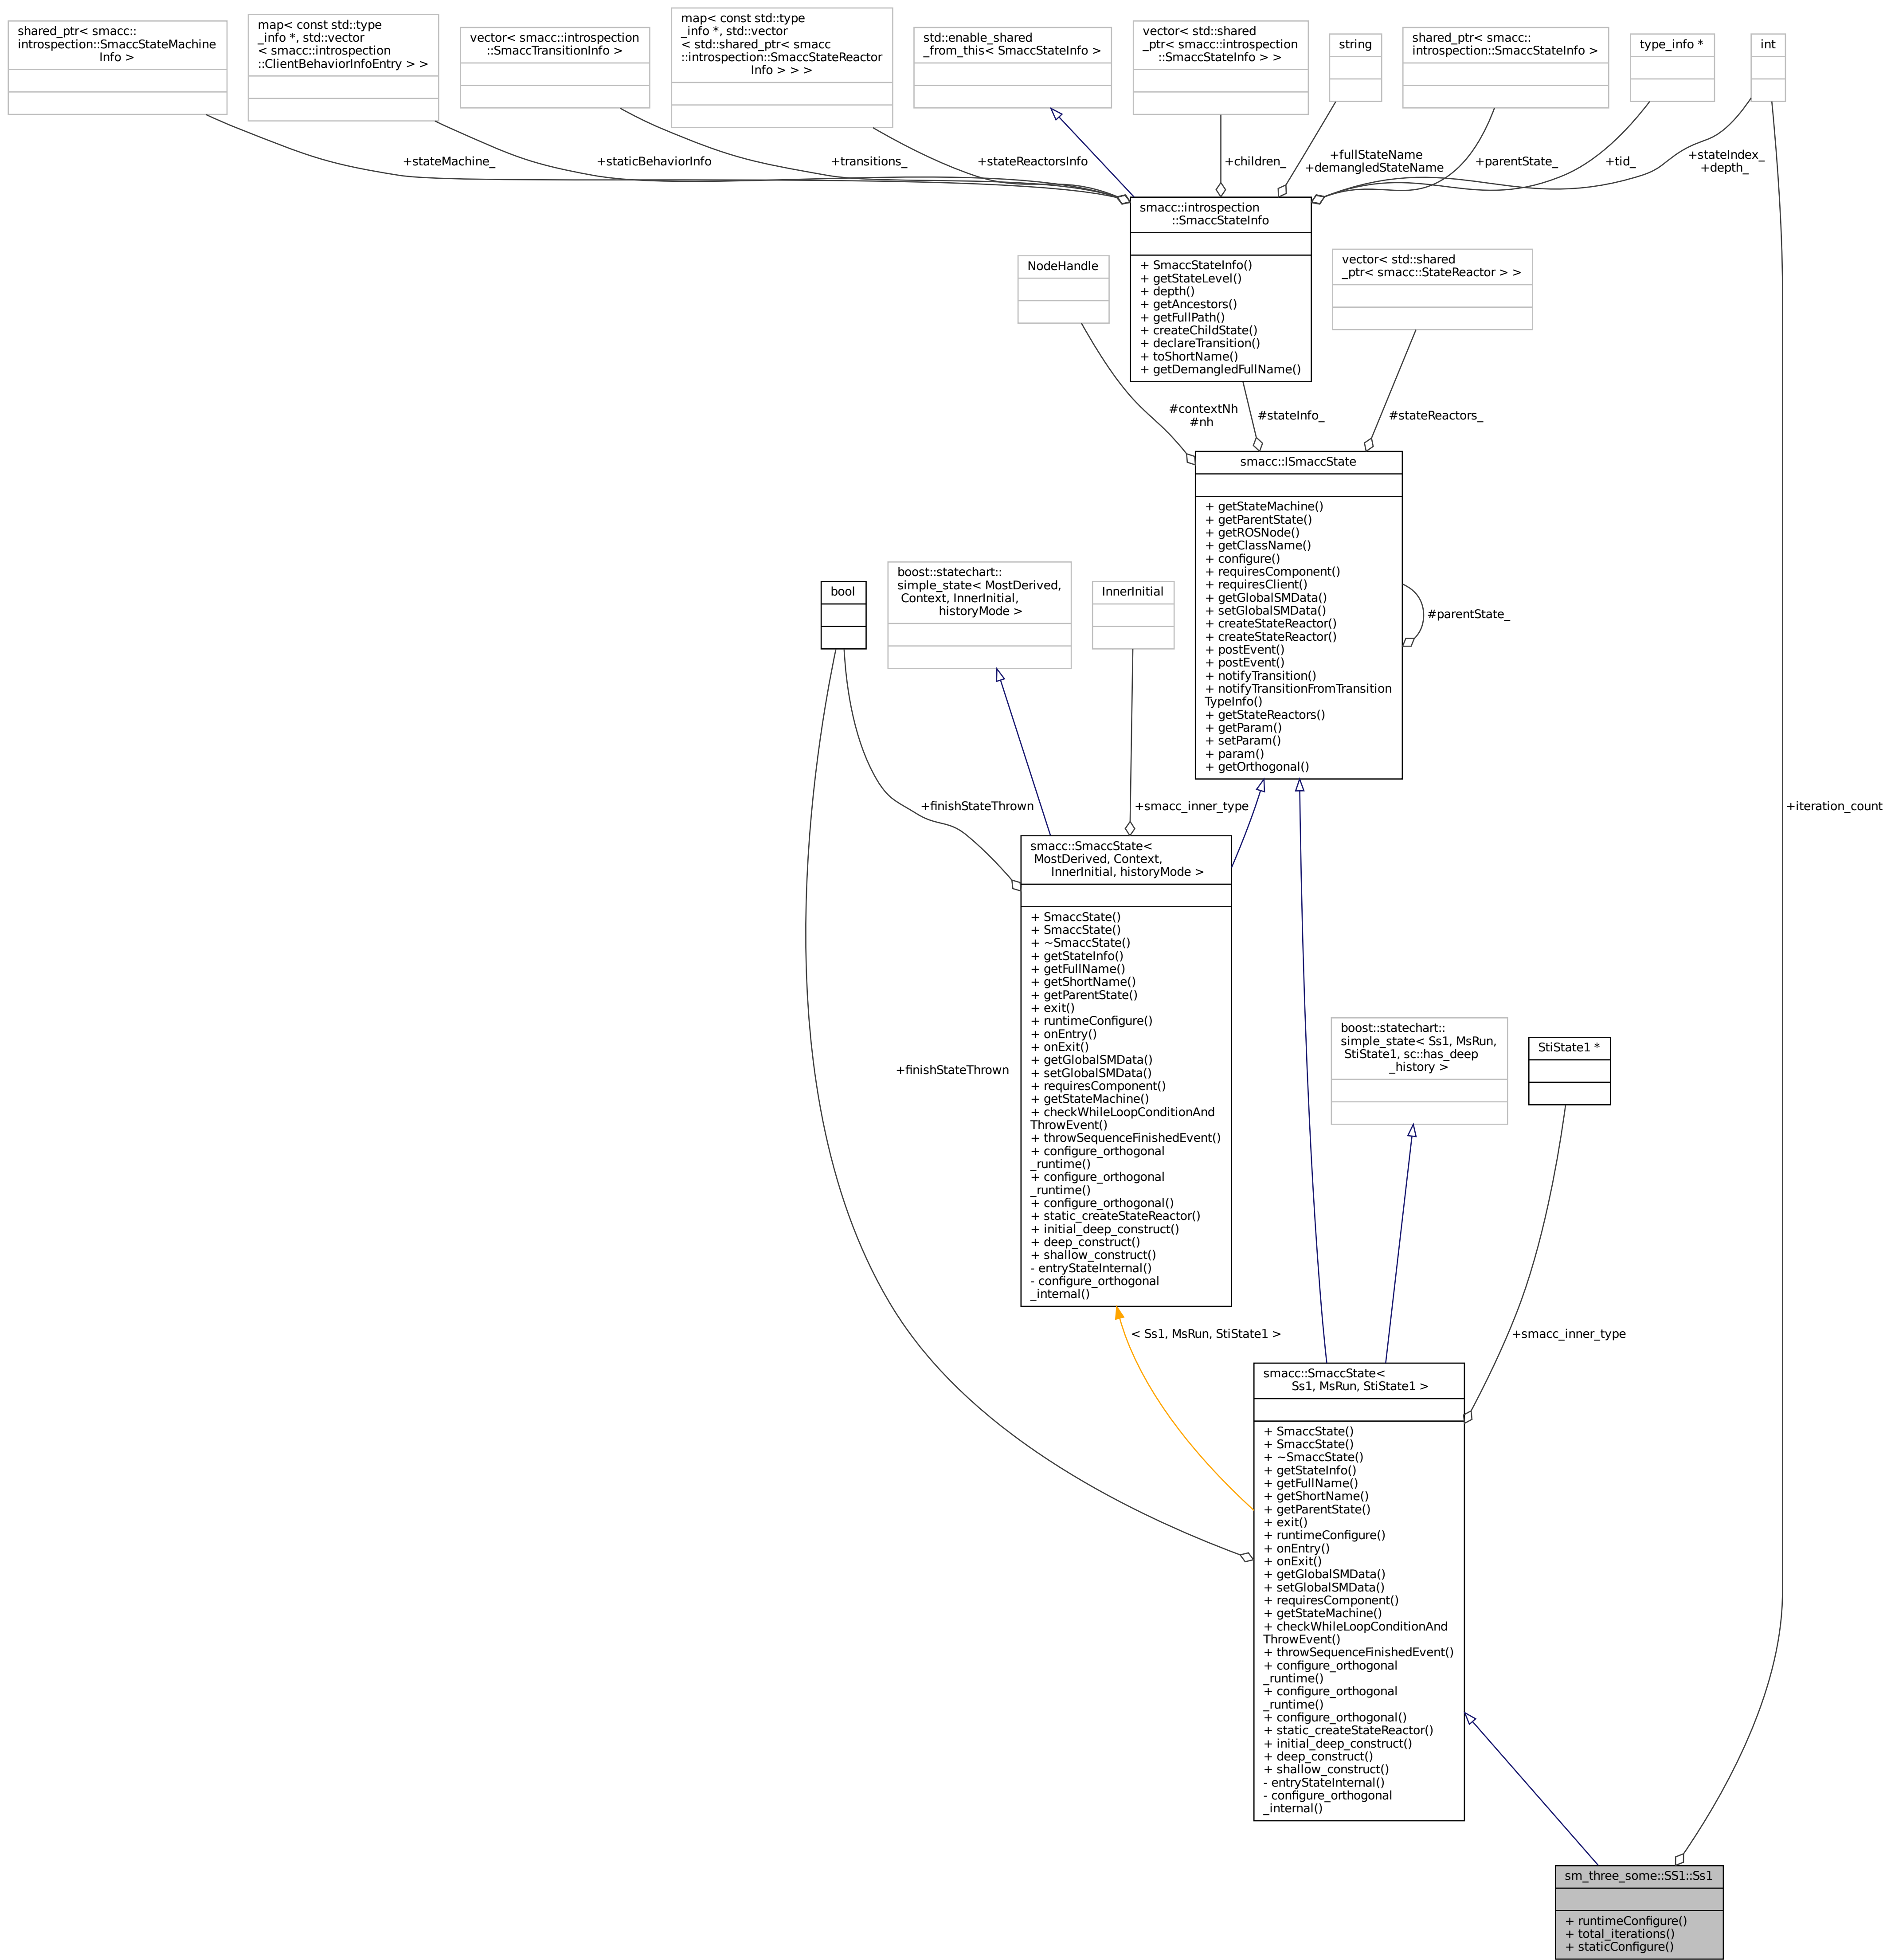 shared_ptr< smacc::
introspection::SmaccStateMachine
Info >
map< const std::type
_info *, std::vector
< smacc::introspection
::ClientBehaviorInfoEntry > >
vector< smacc::introspection
::SmaccTransitionInfo >
map< const std::type
_info *, std::vector
< std::shared_ptr< smacc
::introspection::SmaccStateReactor
Info > > >
std::enable_shared
_from_this< SmaccStateInfo >
vector< std::shared
_ptr< smacc::introspection
::SmaccStateInfo > >
string
shared_ptr< smacc::
introspection::SmaccStateInfo >
type_info *
int
+stateMachine_
+staticBehaviorInfo
+transitions_
+stateReactorsInfo
+children_
+fullStateName
+demangledStateName
+parentState_
+tid_
+stateIndex_
+depth_
smacc::introspection
::SmaccStateInfo
+ SmaccStateInfo()
+ getStateLevel()
+ depth()
+ getAncestors()
+ getFullPath()
+ createChildState()
+ declareTransition()
+ toShortName()
+ getDemangledFullName()
NodeHandle
vector< std::shared
_ptr< smacc::StateReactor > >
#contextNh
#nh
#stateInfo_
#stateReactors_
smacc::ISmaccState
+ getStateMachine()
+ getParentState()
+ getROSNode()
+ getClassName()
+ configure()
+ requiresComponent()
+ requiresClient()
+ getGlobalSMData()
+ setGlobalSMData()
+ createStateReactor()
+ createStateReactor()
+ postEvent()
+ postEvent()
+ notifyTransition()
+ notifyTransitionFromTransition
TypeInfo()
+ getStateReactors()
+ getParam()
+ setParam()
+ param()
+ getOrthogonal()
#parentState_
bool
boost::statechart::
simple_state< MostDerived,
Context, InnerInitial,
historyMode >
InnerInitial
+finishStateThrown
+smacc_inner_type
+iteration_count
smacc::SmaccState<
MostDerived, Context,
InnerInitial, historyMode >
+ SmaccState()
+ SmaccState()
+ ~SmaccState()
+ getStateInfo()
+ getFullName()
+ getShortName()
+ getParentState()
+ exit()
+ runtimeConfigure()
+ onEntry()
+ onExit()
+ getGlobalSMData()
+ setGlobalSMData()
+ requiresComponent()
+ getStateMachine()
+ checkWhileLoopConditionAnd
ThrowEvent()
+ throwSequenceFinishedEvent()
+ configure_orthogonal
_runtime()
+ configure_orthogonal
_runtime()
+ configure_orthogonal()
+ static_createStateReactor()
+ initial_deep_construct()
+ deep_construct()
+ shallow_construct()
- entryStateInternal()
- configure_orthogonal
_internal()
+finishStateThrown
boost::statechart::
simple_state< Ss1, MsRun,
StiState1, sc::has_deep
_history >
StiState1 *
< Ss1, MsRun, StiState1 >
+smacc_inner_type
smacc::SmaccState<
Ss1, MsRun, StiState1 >
+ SmaccState()
+ SmaccState()
+ ~SmaccState()
+ getStateInfo()
+ getFullName()
+ getShortName()
+ getParentState()
+ exit()
+ runtimeConfigure()
+ onEntry()
+ onExit()
+ getGlobalSMData()
+ setGlobalSMData()
+ requiresComponent()
+ getStateMachine()
+ checkWhileLoopConditionAnd
ThrowEvent()
+ throwSequenceFinishedEvent()
+ configure_orthogonal
_runtime()
+ configure_orthogonal
_runtime()
+ configure_orthogonal()
+ static_createStateReactor()
+ initial_deep_construct()
+ deep_construct()
+ shallow_construct()
- entryStateInternal()
- configure_orthogonal
_internal()
sm_three_some::SS1::Ss1
+ runtimeConfigure()
+ total_iterations()
+ staticConfigure()